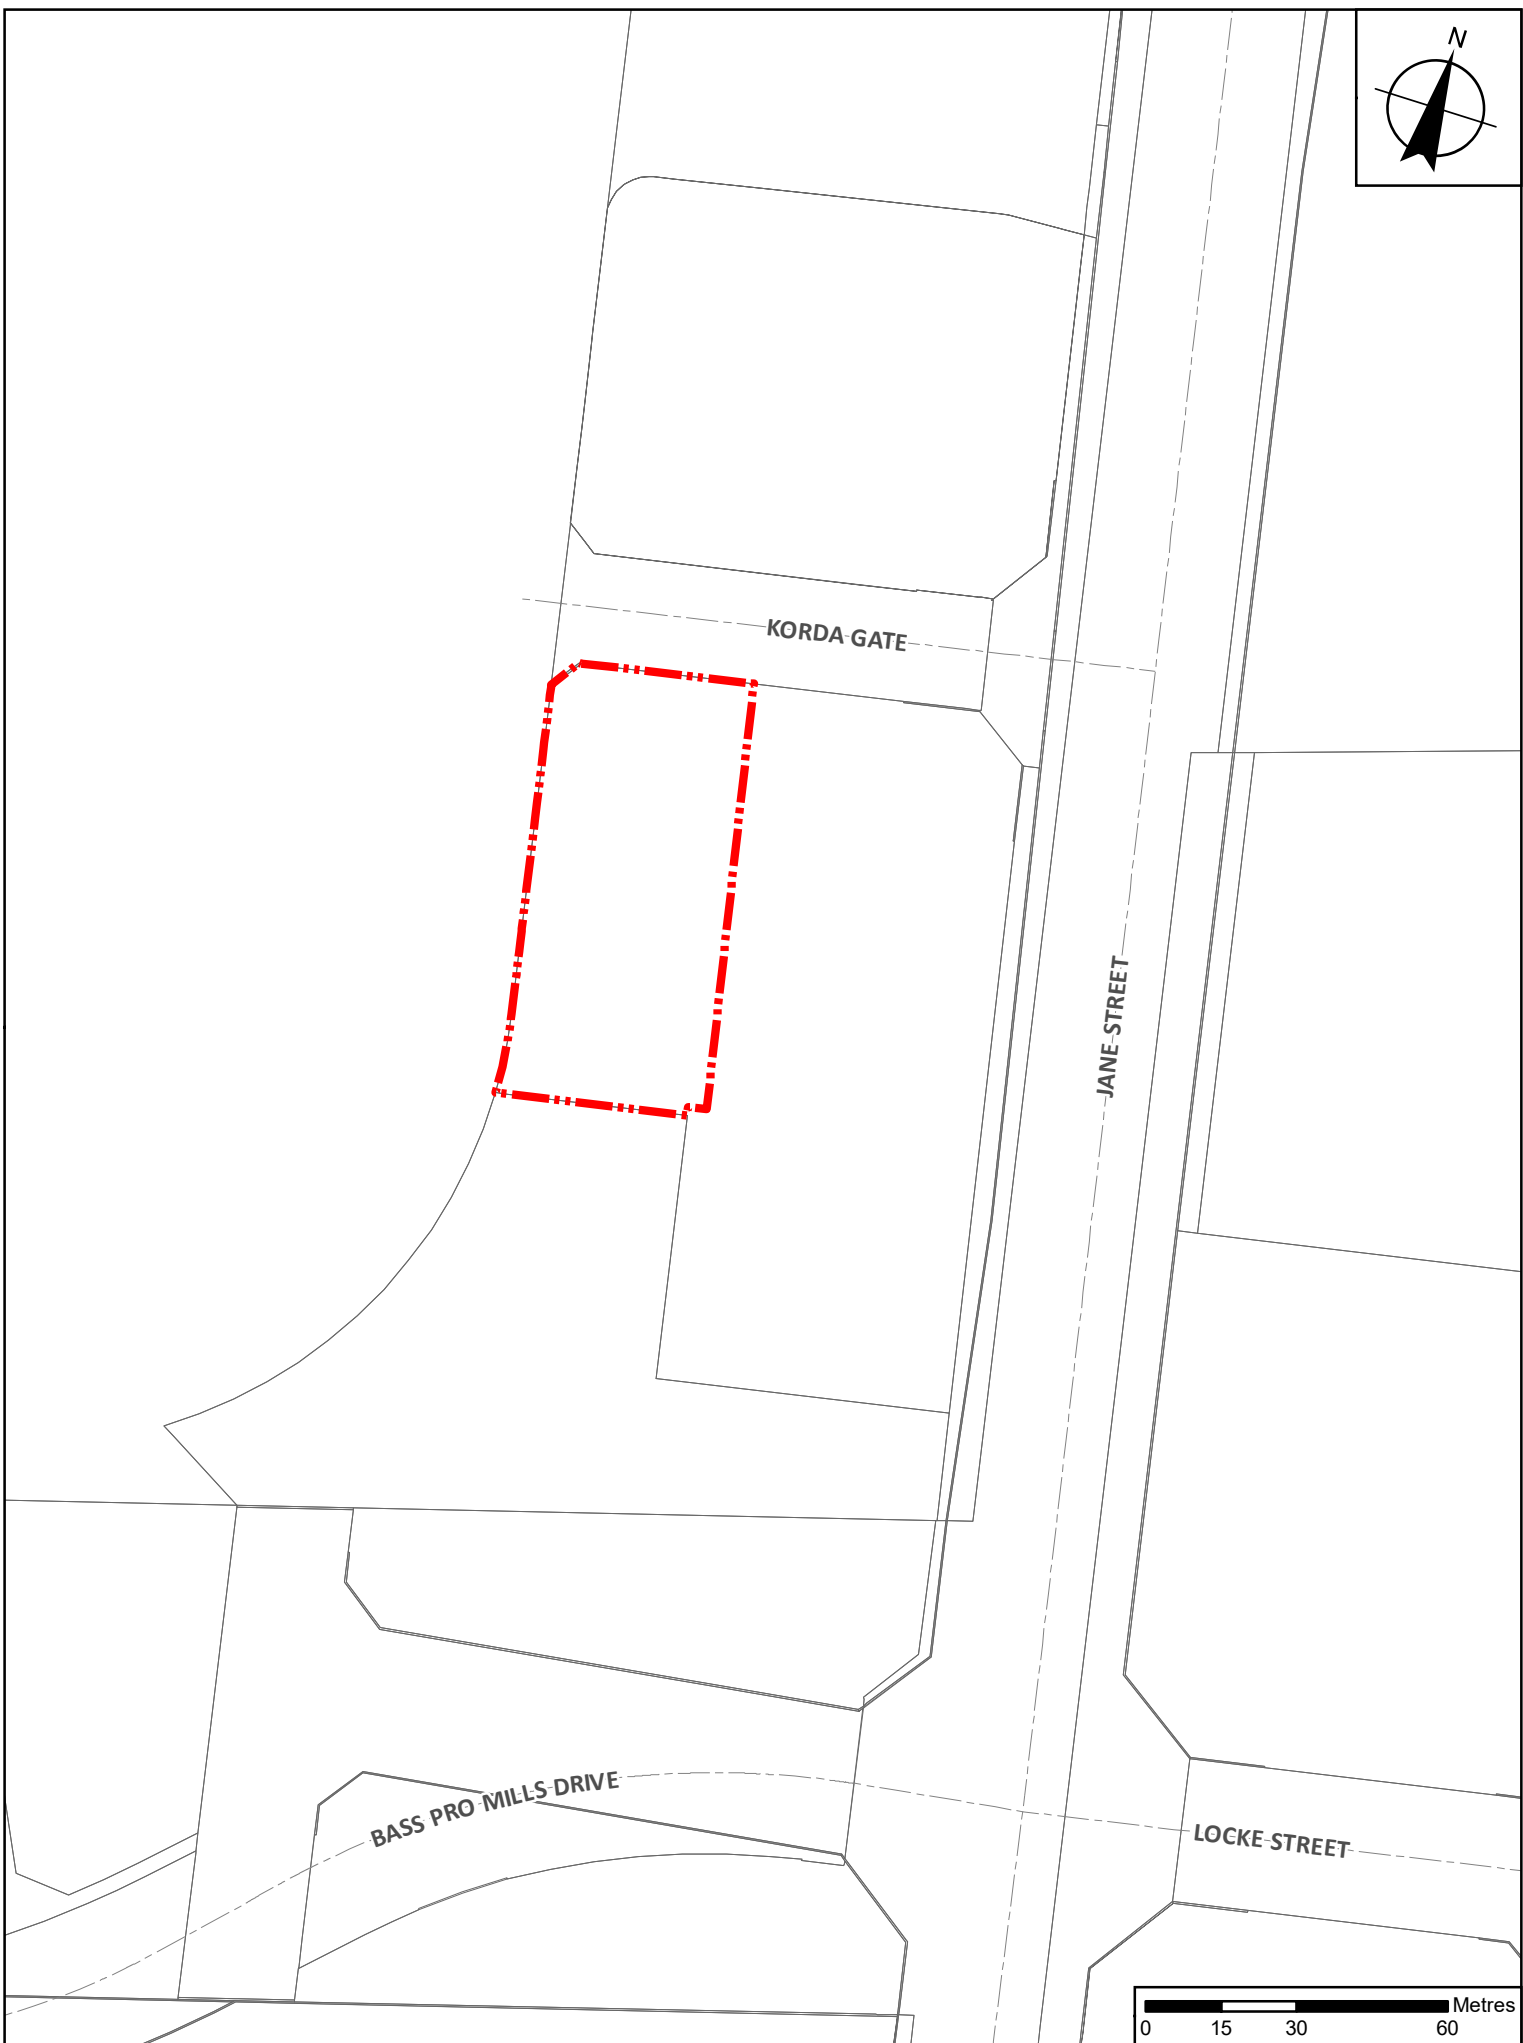 N
KORDA GATE
JANE STREET
BASS PRO MILLS DRIVE
LOCKE STREET
Metres
0 15 30 60